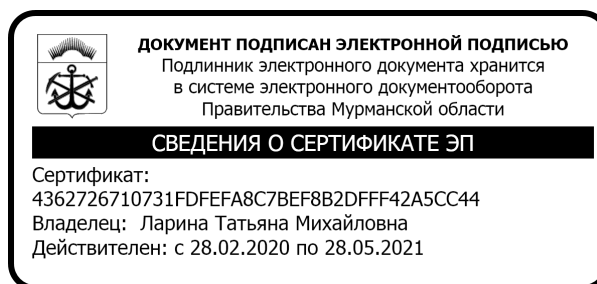 ДОКУМЕНТ ПОДПИСАН ЭЛЕКТРОННОЙ ПОДПИСЬЮ
Подлинник электронного документа хранится
в системе электронного документооборота
Правительства Мурманской области
СВЕДЕНИЯ О СЕРТИФИКАТЕ ЭП
Сертификат:
4362726710731FDFEFA8C7BEF8B2DFFF42A5CC44
Владелец: Ларина Татьяна Михайловна
Действителен: с 28.02.2020 по 28.05.2021